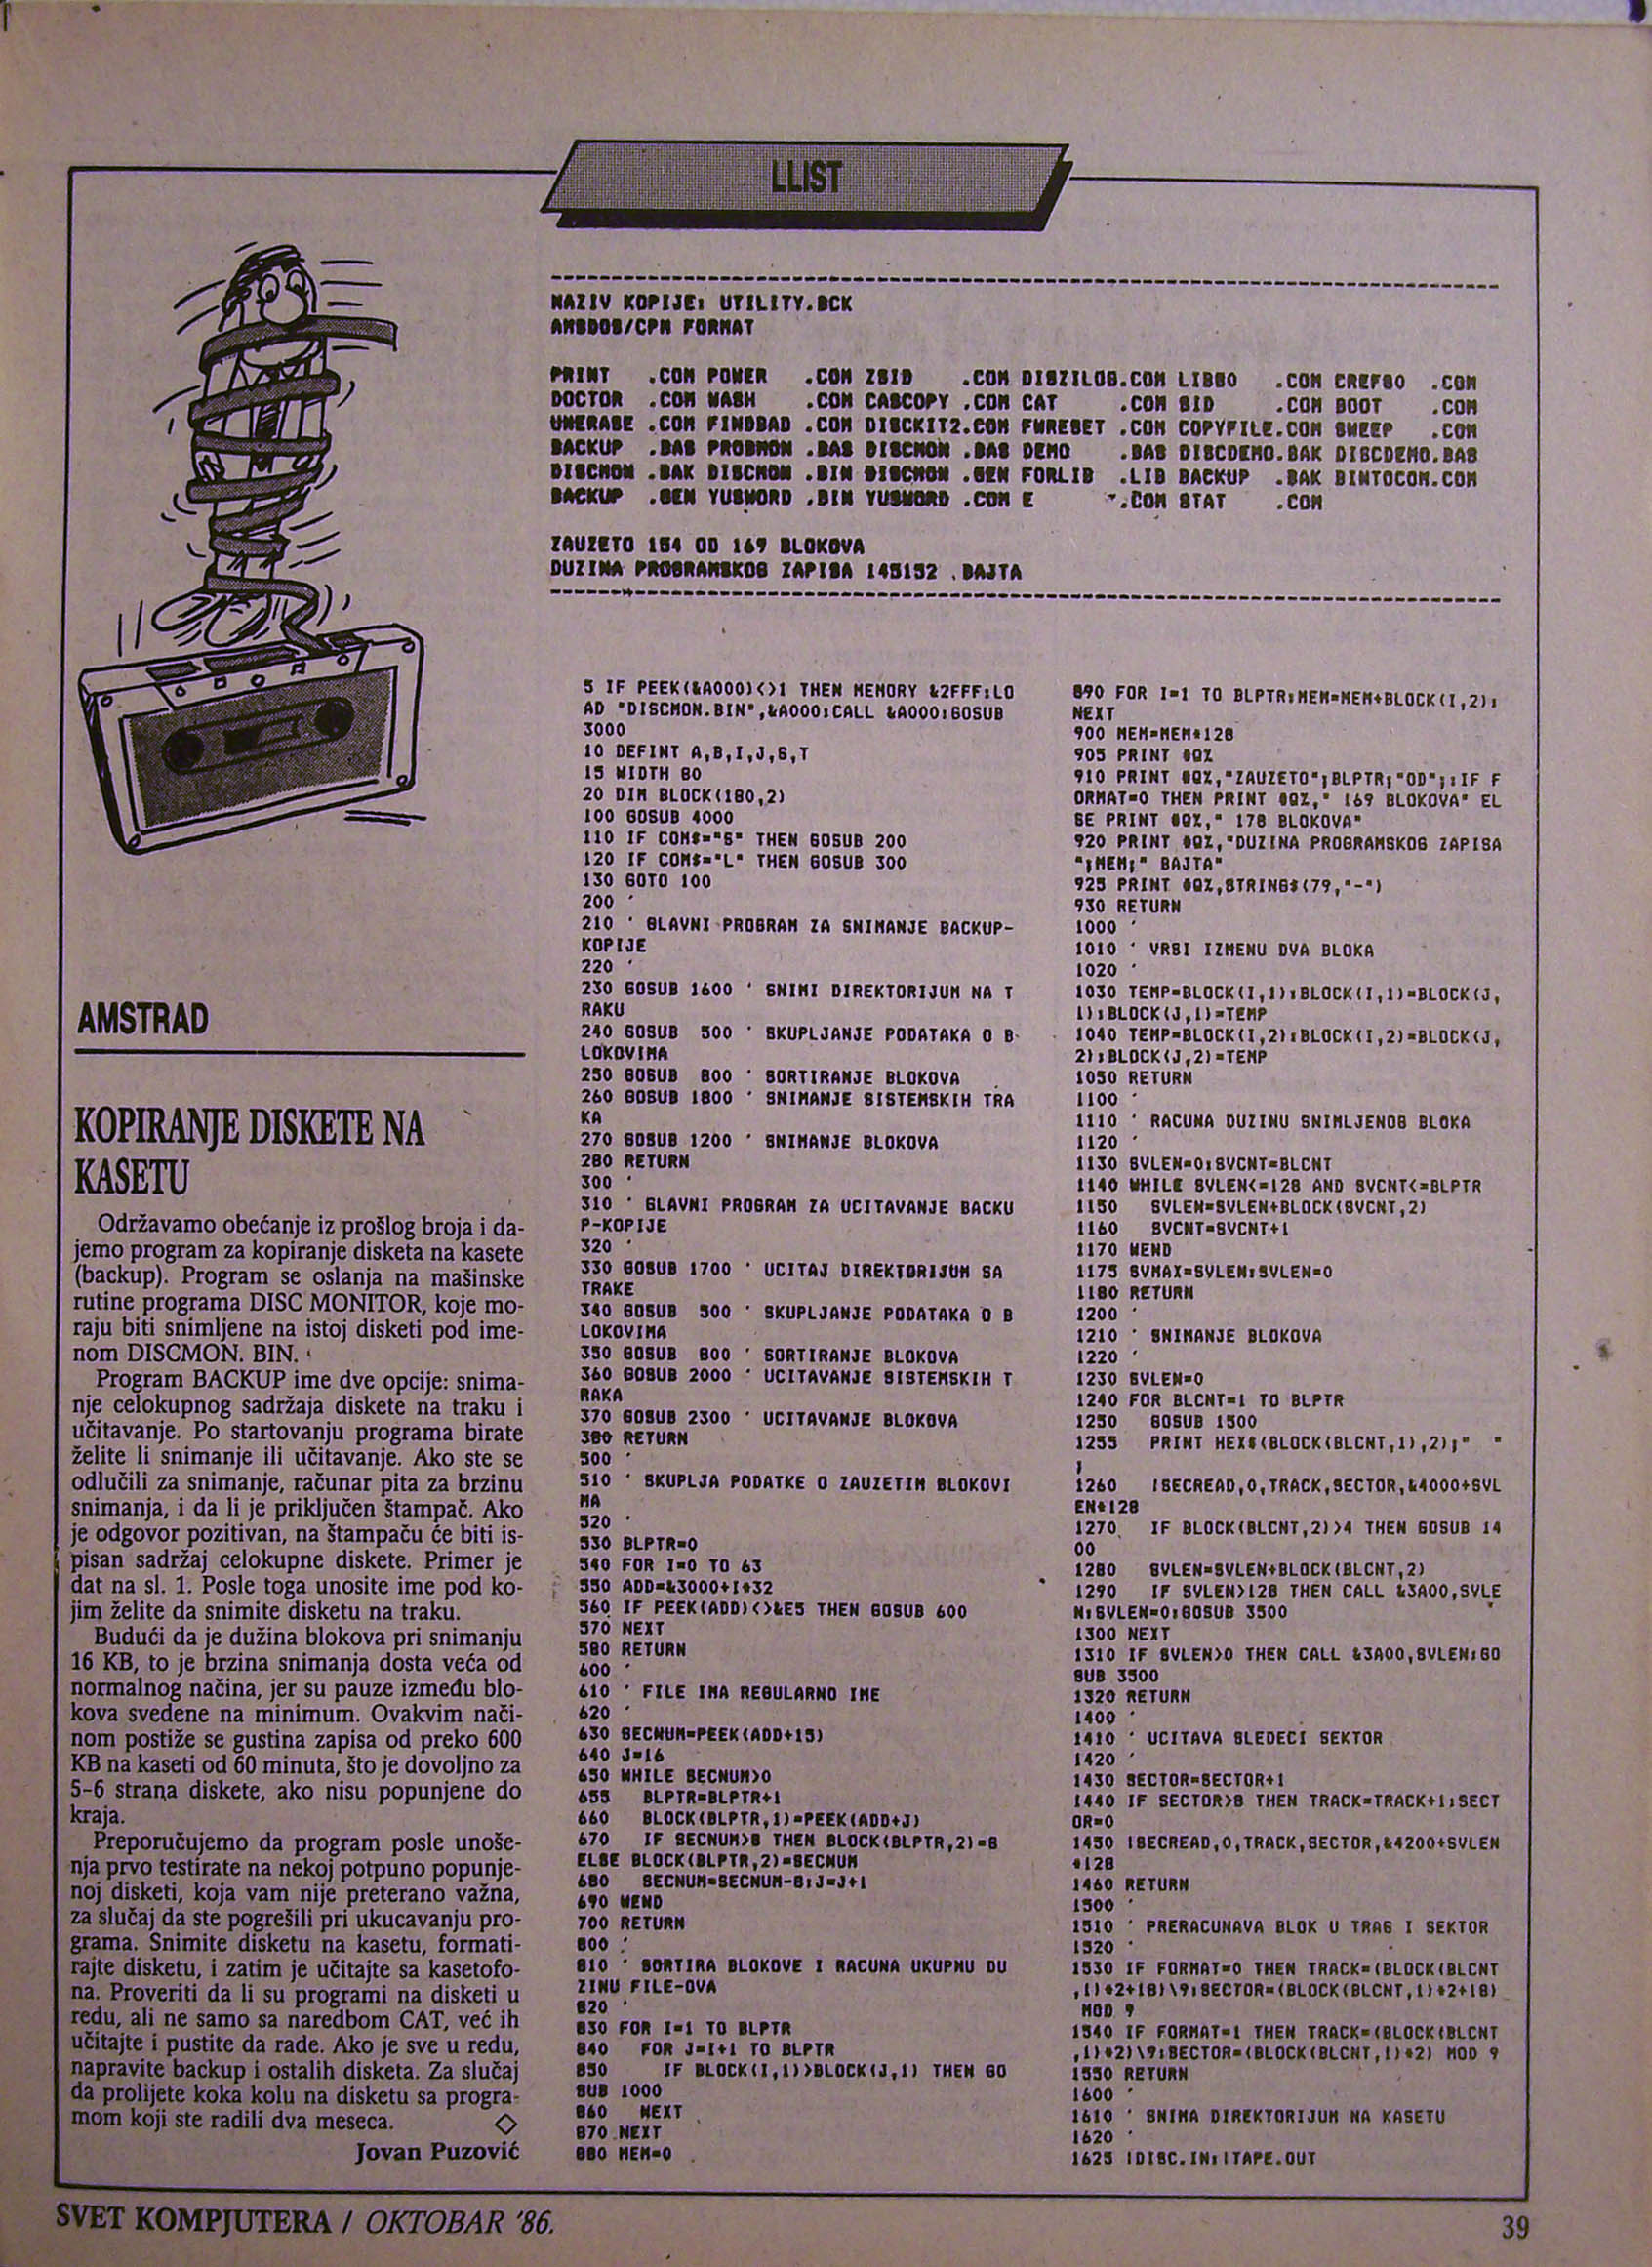 LLIST
NAZIV KOPIJE: UTILITY.BCK
AMSDOS/CPM FORMAT
PRINT .COM POWER .COM ZSID .COM DISZILOG.COM LIB80 .COM CREF80 .COM
DOCTOR .COM WASH .COM CASCOPY .COM CAT .COM SID .COM BOOT .COM
UNERASE .COM FINDBAD .COM DISCKIT2.COM FWRESET .COM COPYFILE.COM SWEEP .COM
BACKUP .BAS PRODMON .BAS DISCMON .BAS DEMO .BAS DISCDEMO.BAK DISCDEMO.BAS
DISCMON .BAK DISCMON .BIN DISCMON .GEN FORLIB .LIB BACKUP .BAK BINTOCOM.COM
BACKUP .GEN YUSWORD .BIN YUSWORD .COM E .COM STAT .COM
ZAUZETO 154 OD 169 BLOKOVA
DUZINA PROGRAMSKOG ZAPISA 145152 BAJTA
AMSTRAD
KOPIRANJE DISKETE NA
KASETU
Održavamo obećanje iz prošlog broja i da-
jemo program za kopiranje disketa na kasete
(backup). Program se oslanja na mašinske
rutine programa DISC MONITOR, koje mo-
raju biti snimljene na istoj disketi pod ime-
nom DISCMON. BIN.
Program BACKUP ime dve opcije: snima-
nje celokupnog sadržaja diskete na traku i
učitavanje. Po startovanju programa birate
želite li snimanje ili učitavanje. Ako ste se
odlučili za snimanje, računar pita za brzinu
snimanja, i da li je priključen štampač. Ako
je odgovor pozitivan, na štampaču će biti is-
pisan sadržaj celokupne diskete. Primer je
dat na sl. 1. Posle toga unosite ime pod ko-
jim želite da snimite disketu na traku.
Budući da je dužina blokova pri snimanju
16 KB, to je brzina snimanja dosta veća od
normalnog načina, jer su pauze između blo-
kova svedene na minimum. Ovakvim nači-
nom postiže se gustina zapisa od preko 600
KB na kaseti od 60 minuta, što je dovoljno za
5-6 strana diskete, ako nisu popunjene do
kraja.
Preporučujemo da program posle unoše-
nja prvo testirate na nekoj potpuno popunje-
noj disketi, koja vam nije preterano važna,
za slučaj da ste pogrešili pri ukucavanju pro-
grama. Snimite disketu na kasetu, formati-
rajte disketu, i zatim je učitajte sa kasetofo-
na. Proveriti da li su programi na disketi u
redu, ali ne samo sa naredbom CAT, već ih
učitajte i pustite da rade. Ako je sve u redu,
napravite backup i ostalih disketa. Za slučaj
da prolijete koka kolu na disketu sa progra-
mom koji ste radili dva meseca. ◇
Jovan Puzović
5 IF PEEK(&A000)<>1 THEN MEMORY &2FFF:LO
AD "DISCMON.BIN",&A000:CALL &A000:GOSUB
3000
10 DEFINT A,B,I,J,S,T
15 WIDTH 80
20 DIM BLOCK(180,2)
100 GOSUB 4000
110 IF COM$="S" THEN GOSUB 200
120 IF COM$="L" THEN GOSUB 300
130 GOTO 100
200 '
210 ' GLAVNI PROGRAM ZA SNIMANJE BACKUP-
KOPIJE
220 '
230 GOSUB 1600 ' SNIMI DIREKTORIJUM NA T
RAKU
240 GOSUB 500 ' SKUPLJANJE PODATAKA O B
LOKOVIMA
250 GOSUB 800 ' SORTIRANJE BLOKOVA
260 GOSUB 1800 ' SNIMANJE SISTEMSKIH TRA
KA
270 GOSUB 1200 ' SNIMANJE BLOKOVA
280 RETURN
300 '
310 ' GLAVNI PROGRAM ZA UCITAVANJE BACKU
P-KOPIJE
320 '
330 GOSUB 1700 ' UCITAJ DIREKTORIJUM SA
TRAKE
340 GOSUB 500 ' SKUPLJANJE PODATAKA O B
LOKOVIMA
350 GOSUB 800 ' SORTIRANJE BLOKOVA
360 GOSUB 2000 ' UCITAVANJE SISTEMSKIH T
RAKA
370 GOSUB 2300 ' UCITAVANJE BLOKOVA
380 RETURN
500 '
510 ' SKUPLJA PODATKE O ZAUZETIM BLOKOVI
MA
520 '
530 BLPTR=0
540 FOR I=0 TO 63
550 ADD=&3000+I*32
560 IF PEEK(ADD)<>&E5 THEN GOSUB 600
570 NEXT
580 RETURN
600 '
610 ' FILE IMA REGULARNO IME
620 '
630 SECNUM=PEEK(ADD+15)
640 J=16
650 WHILE SECNUM>0
655 BLPTR=BLPTR+1
660 BLOCK(BLPTR,1)=PEEK(ADD+J)
670 IF SECNUM>8 THEN BLOCK(BLPTR,2)=8
ELSE BLOCK(BLPTR,2)=SECNUM
680 SECNUM=SECNUM-8:J=J+1
690 WEND
700 RETURN
800 '
810 ' SORTIRA BLOKOVE I RACUNA UKUPNU DU
ZINU FILE-OVA
820 '
830 FOR I=1 TO BLPTR
840 FOR J=I+1 TO BLPTR
850 IF BLOCK(I,1)>BLOCK(J,1) THEN GO
SUB 1000
860 NEXT
870 NEXT
880 MEM=0
890 FOR I=1 TO BLPTR:MEM=MEM+BLOCK(I,2):
NEXT
900 MEM=MEM*128
905 PRINT #Q%
910 PRINT #Q%,"ZAUZETO";BLPTR;"OD";:IF F
ORMAT=0 THEN PRINT #Q%," 169 BLOKOVA" EL
SE PRINT #Q%," 178 BLOKOVA"
920 PRINT #Q%,"DUZINA PROGRAMSKOG ZAPISA
";MEM;" BAJTA"
925 PRINT #Q%,STRING$(79,"-")
930 RETURN
1000 '
1010 ' VRSI IZMENU DVA BLOKA
1020 '
1030 TEMP=BLOCK(I,1):BLOCK(I,1)=BLOCK(J,
1):BLOCK(J,1)=TEMP
1040 TEMP=BLOCK(I,2):BLOCK(I,2)=BLOCK(J,
2):BLOCK(J,2)=TEMP
1050 RETURN
1100 '
1110 ' RACUNA DUZINU SNIMLJENOG BLOKA
1120 '
1130 SVLEN=0:SVCNT=BLCNT
1140 WHILE SVLEN<=128 AND SVCNT<=BLPTR
1150 SVLEN=SVLEN+BLOCK(SVCNT,2)
1160 SVCNT=SVCNT+1
1170 WEND
1175 SVMAX=SVLEN:SVLEN=0
1180 RETURN
1200 '
1210 ' SNIMANJE BLOKOVA
1220 '
1230 SVLEN=0
1240 FOR BLCNT=1 TO BLPTR
1250 GOSUB 1500
1255 PRINT HEX$(BLOCK(BLCNT,1),2);" "
;
1260 |SECREAD,0,TRACK,SECTOR,&4000+SVL
EN*128
1270 IF BLOCK(BLCNT,2)>4 THEN GOSUB 14
00
1280 SVLEN=SVLEN+BLOCK(BLCNT,2)
1290 IF SVLEN>128 THEN CALL &3A00,SVLE
N:SVLEN=0:GOSUB 3500
1300 NEXT
1310 IF SVLEN>0 THEN CALL &3A00,SVLEN:GO
SUB 3500
1320 RETURN
1400 '
1410 ' UCITAVA SLEDECI SEKTOR
1420 '
1430 SECTOR=SECTOR+1
1440 IF SECTOR>8 THEN TRACK=TRACK+1:SECT
OR=0
1450 |SECREAD,0,TRACK,SECTOR,&4200+SVLEN
*128
1460 RETURN
1500 '
1510 ' PRERACUNAVA BLOK U TRAG I SEKTOR
1520 '
1530 IF FORMAT=0 THEN TRACK=(BLOCK(BLCNT
,1)*2+18)\9:SECTOR=(BLOCK(BLCNT,1)*2+18)
MOD 9
1540 IF FORMAT=1 THEN TRACK=(BLOCK(BLCNT
,1)*2)\9:SECTOR=(BLOCK(BLCNT,1)*2) MOD 9
1550 RETURN
1600 '
1610 ' SNIMA DIREKTORIJUM NA KASETU
1620 '
1625 |DISC.IN:|TAPE.OUT
SVET KOMPJUTERA / OKTOBAR '86.
39